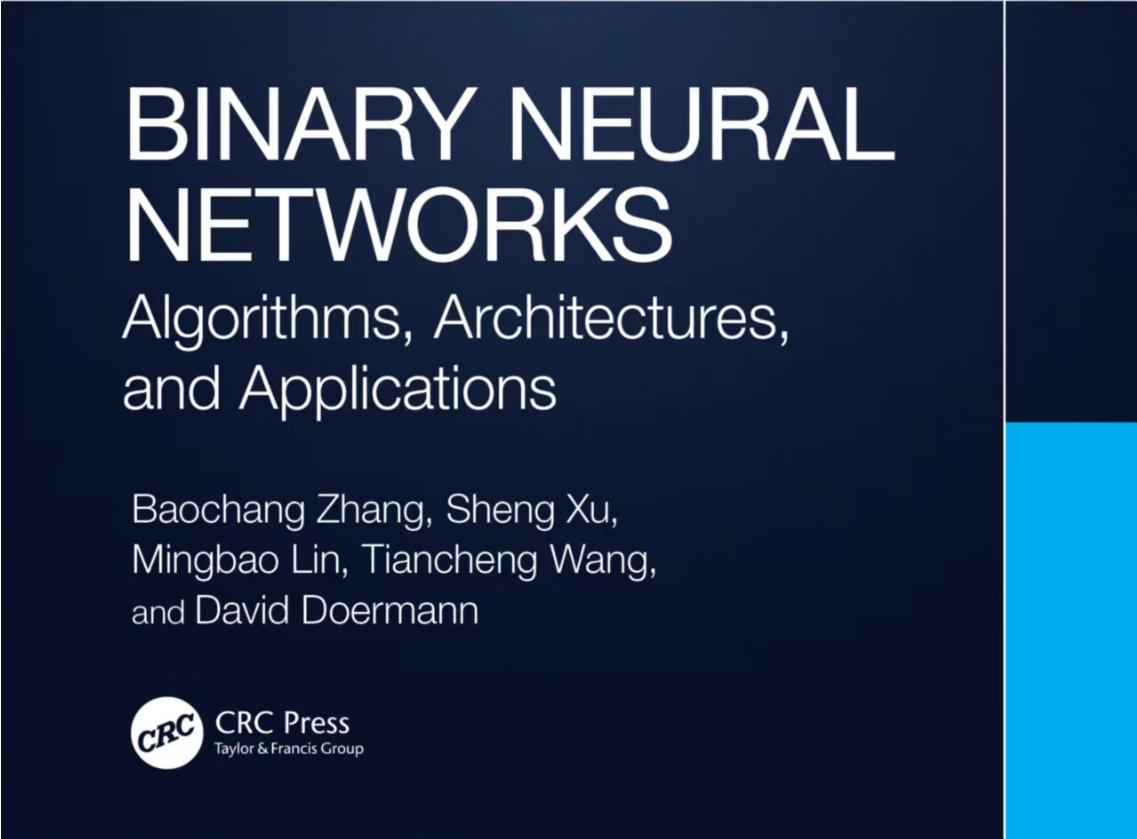 BINARY NEURAL
NETWORKS
Algorithms, Architectures,
and Applications
Baochang Zhang, Sheng Xu,
Mingbao Lin, Tiancheng Wang,
and David Doermann
CRC
CRC Press
Taylor & Francis Group